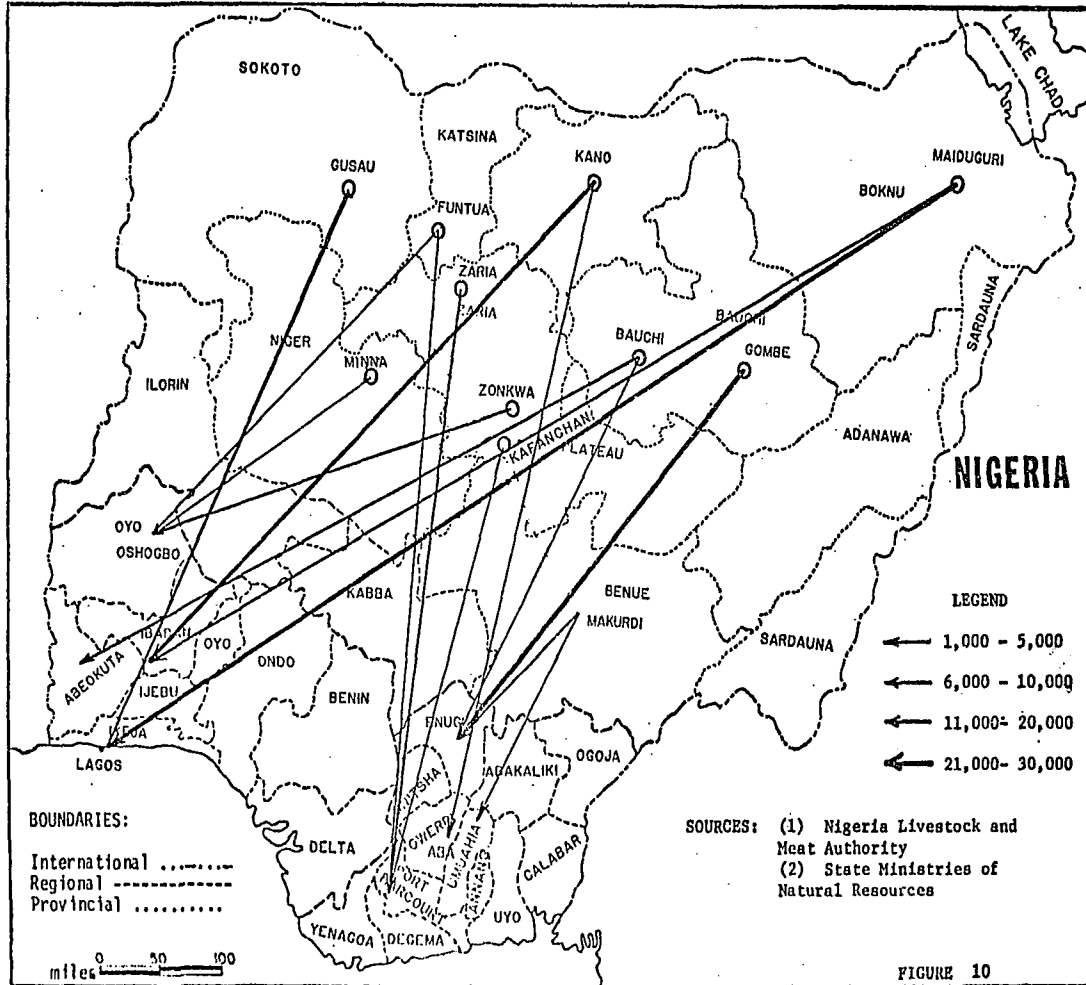 LAKE CHAD
SOKOTO
KATSINA
GUSAU
KANO
MAIDUGURI
BOKNU
FUNTUA
ZARIA
NIGER
MINNA
BAUCHI
BAUCHI
GOMBE
SARDAUNA
ILORIN
ZONKWA
KAFANCHAN
PLATEAU
ADANAWA
NIGERIA
OYO
OSHOGBO
KABBA
BENUE
MAKURDI
SARDAUNA
OYO
ONDO
ABEOKUTA
IJEBU
BENIN
LAGOS
OGOJA
DELTA
OWERRI
ABA
UMUAHIA
ANNANG
CALABAR
UYO
YENAGOA
DEGEMA
LEGEND
1,000 - 5,000
6,000 - 10,000
11,000- 20,000
21,000- 30,000
BOUNDARIES:
International
Regional
Provincial
miles 0 50 100
SOURCES: (1) Nigeria Livestock and
Meat Authority
(2) State Ministries of
Natural Resources
FIGURE 10